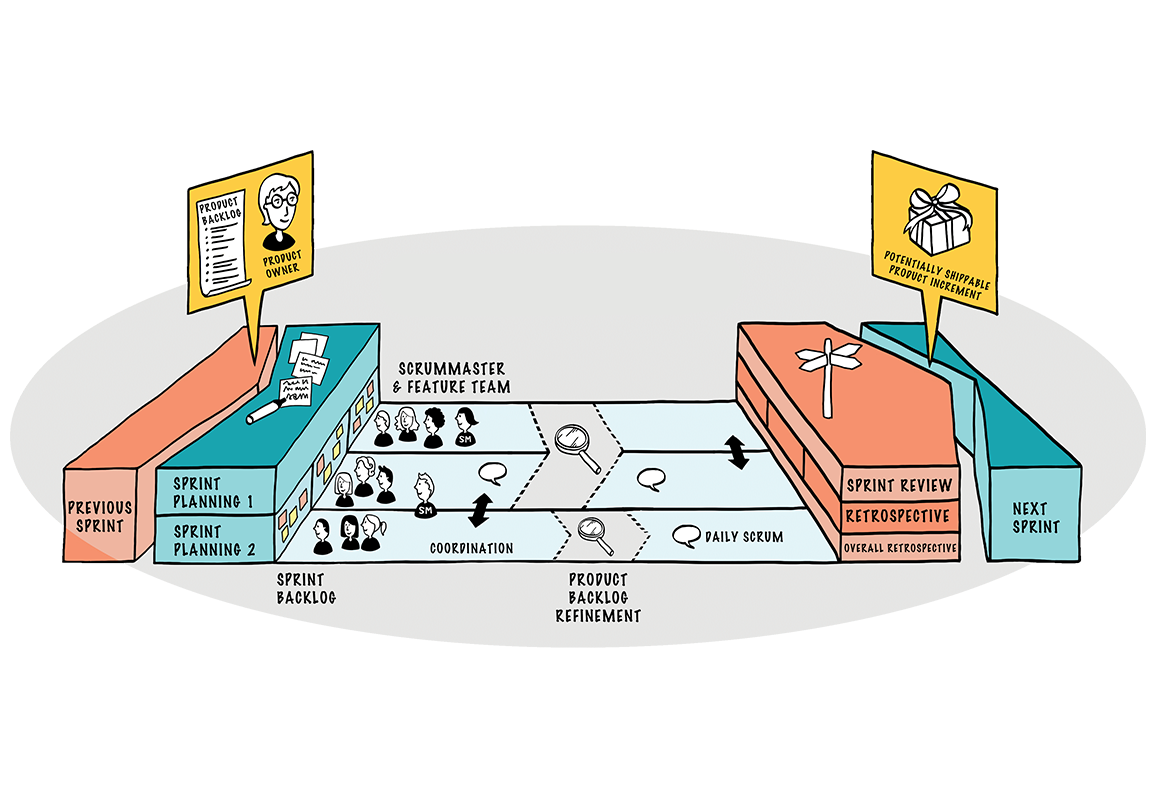 PRODUCT
BACKLOG
PRODUCT
OWNER
POTENTIALLY SHIPPABLE
PRODUCT INCREMENT
SCRUMMASTER
& FEATURE TEAM
SM
SM
PREVIOUS
SPRINT
SPRINT
PLANNING 1
SPRINT
PLANNING 2
COORDINATION
DAILY SCRUM
SPRINT REVIEW
RETROSPECTIVE
OVERALL RETROSPECTIVE
NEXT
SPRINT
SPRINT
BACKLOG
PRODUCT
BACKLOG
REFINEMENT